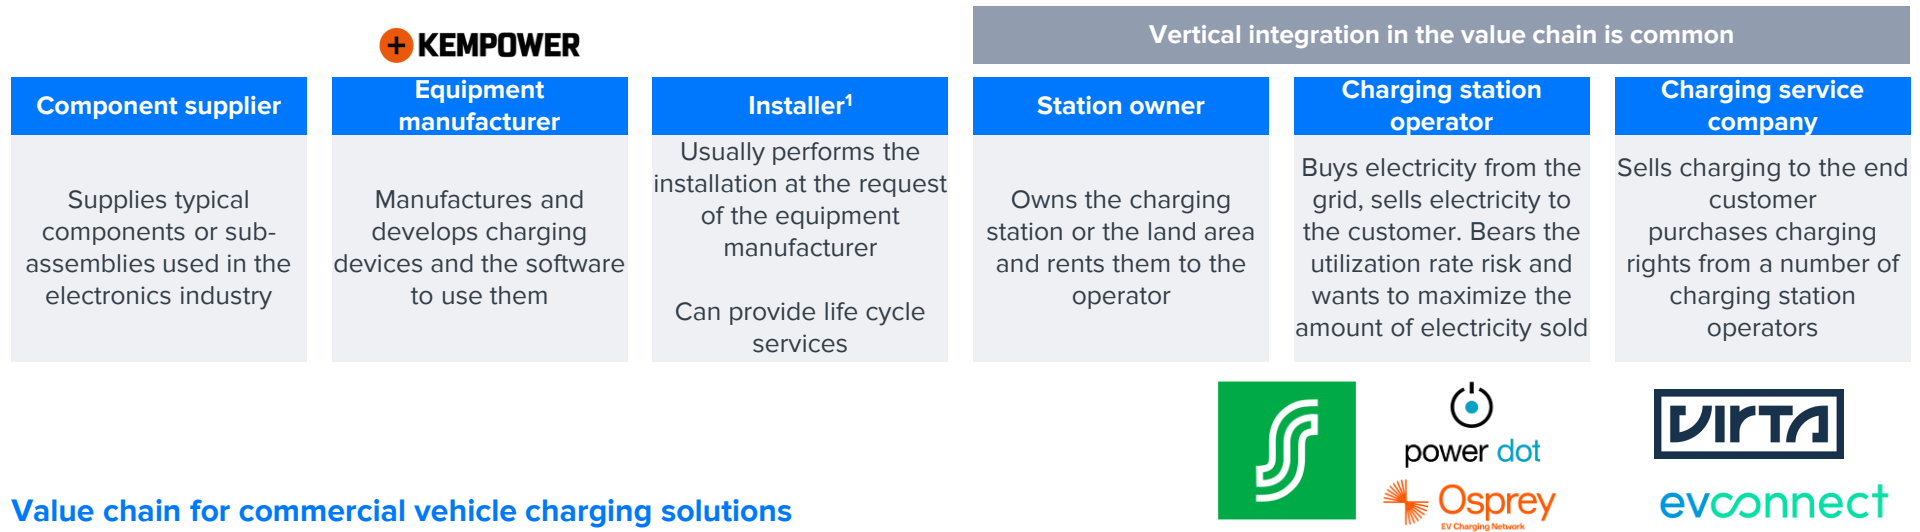 KEMPOWER
Vertical integration in the value chain is common
Component supplier
Supplies typical
components or sub-
assemblies used in the
electronics industry
Equipment
manufacturer
Manufactures and
develops charging
devices and the software
to use them
Installer¹
Usually performs the
installation at the request
of the equipment
manufacturer
Can provide life cycle
services
Station owner
Owns the charging
station or the land area
and rents them to the
operator
Charging station
operator
Buys electricity from the
grid, sells electricity to
the customer. Bears the
utilization rate risk and
wants to maximize the
amount of electricity sold
Charging service
company
Sells charging to the end
customer
purchases charging
rights from a number of
charging station
operators
power dot
Osprey
EV Charging Network
VIRTA
evconnect
Value chain for commercial vehicle charging solutions